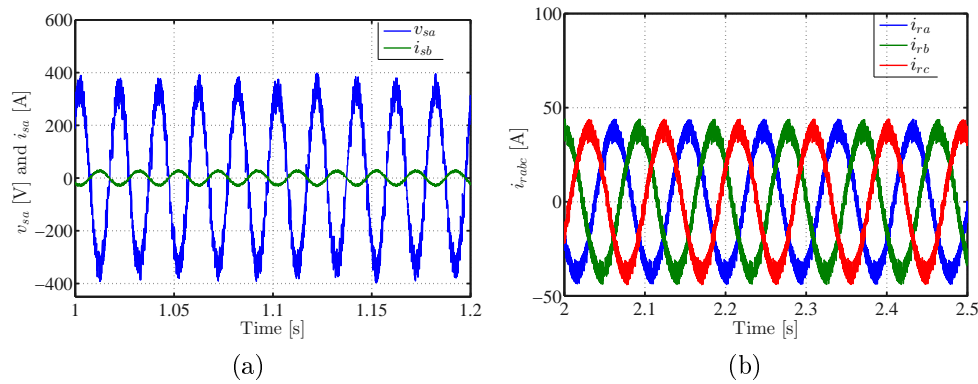 600
400
200
0
−200
−400
v_sa [V] and i_sa [A]
v_sa
i_sb
1
1.05
1.1
1.15
1.2
Time [s]
(a)
100
50
0
−50
i_rabc [A]
i_ra
i_rb
i_rc
2
2.1
2.2
2.3
2.4
2.5
Time [s]
(b)